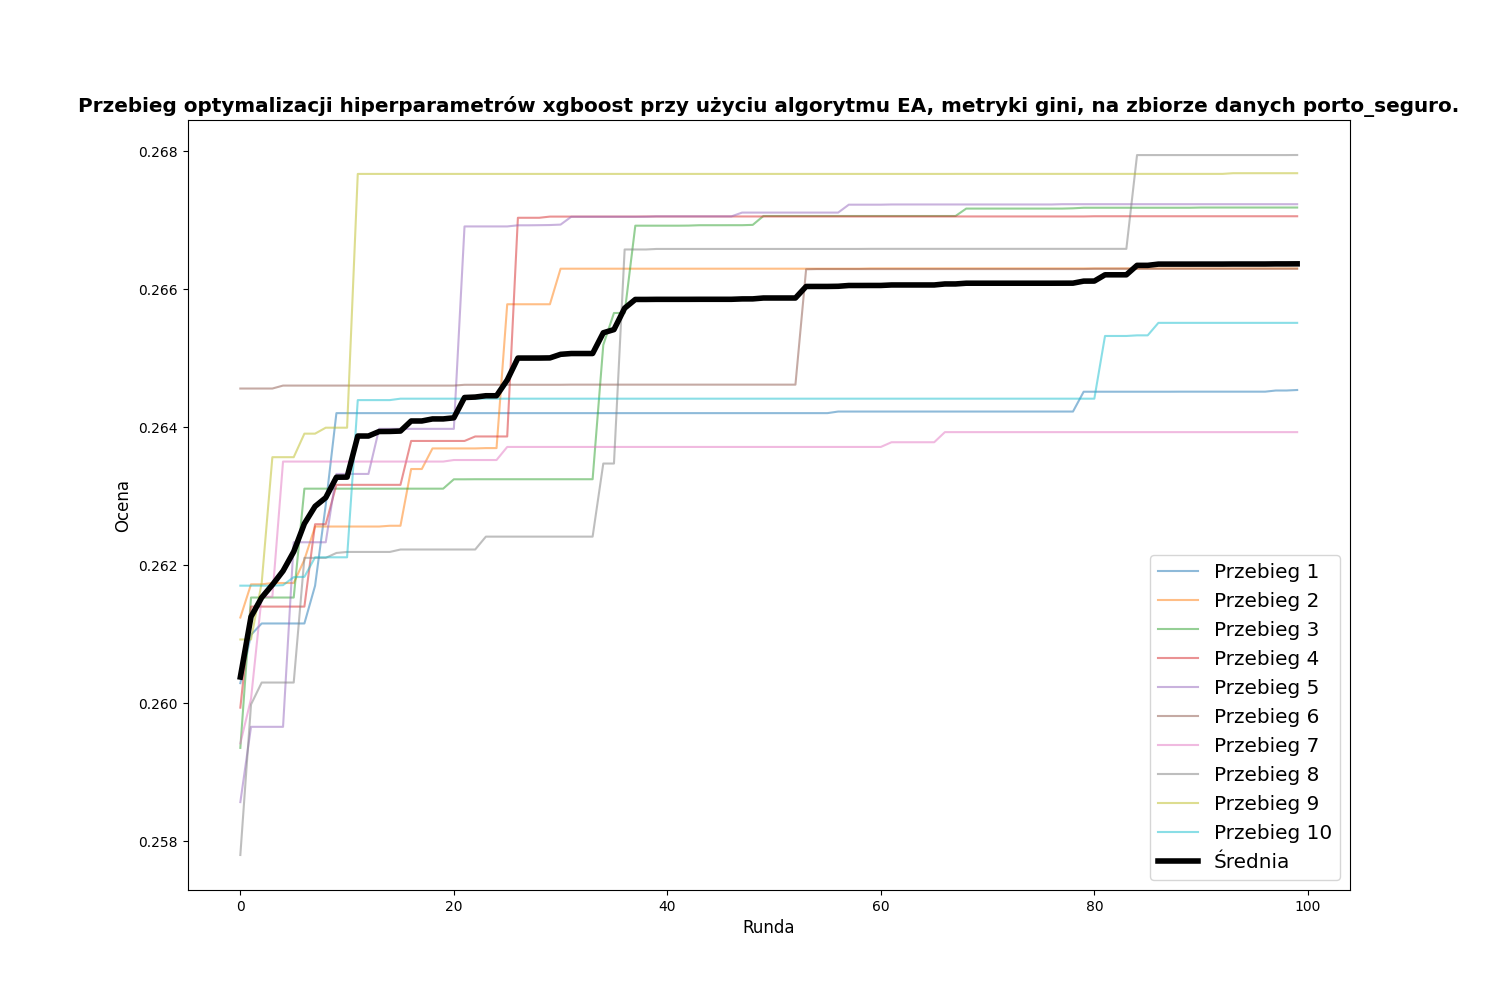 Przebieg optymalizacji hiperparametrów xgboost przy użyciu algorytmu EA, metryki gini, na zbiorze danych porto_seguro.
0.268
0.266
0.264
0.262
0.260
0.258
Ocena
0 20 40 60 80 100
Runda
Przebieg 1
Przebieg 2
Przebieg 3
Przebieg 4
Przebieg 5
Przebieg 6
Przebieg 7
Przebieg 8
Przebieg 9
Przebieg 10
Średnia